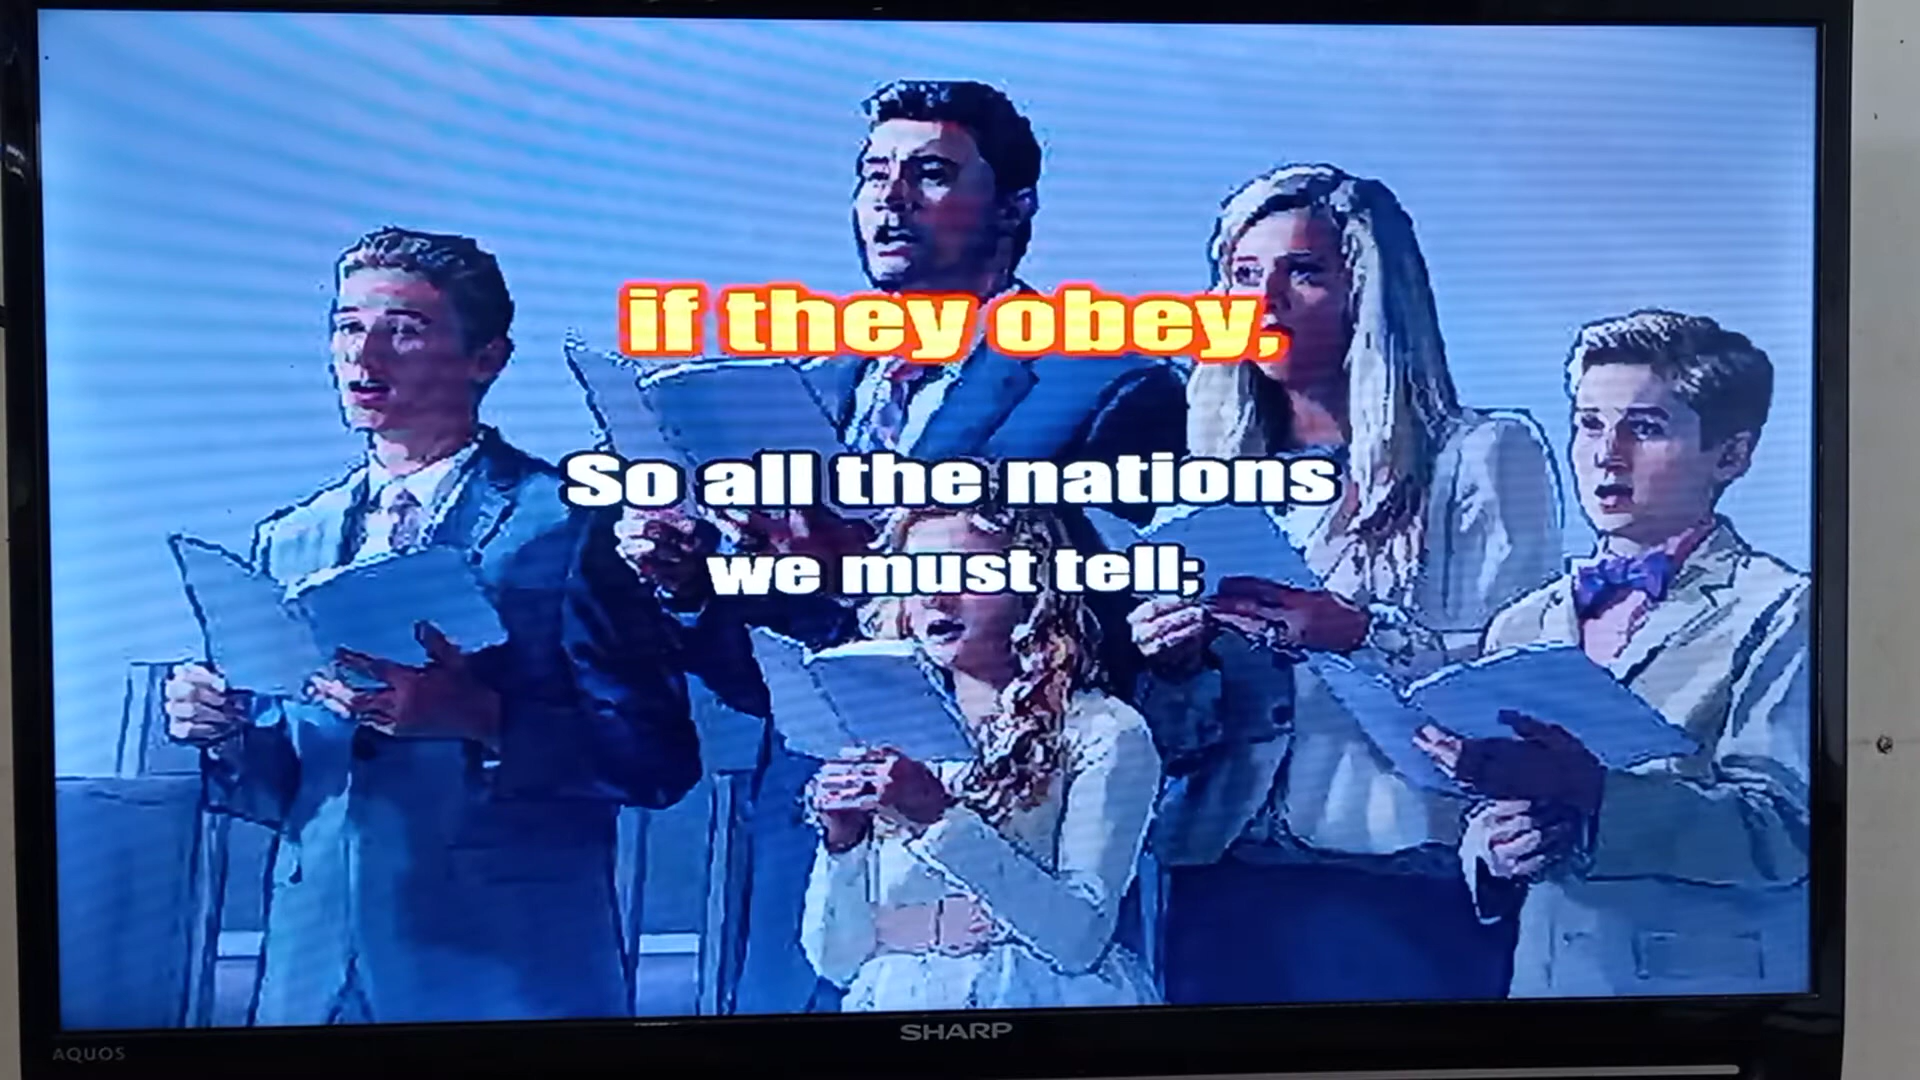 if they obey,
So all the nations
we must tell;
SHARP
AQUOS